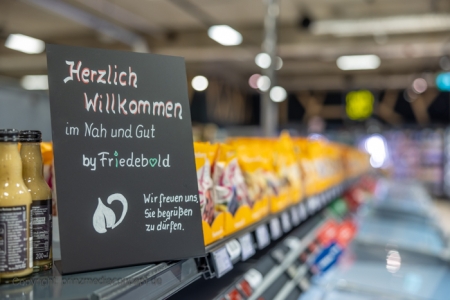 Herzlich
Willkommen
im Nah und Gut
by Friedebold
Wir freuen uns,
Sie begrüßen
zu dürfen.